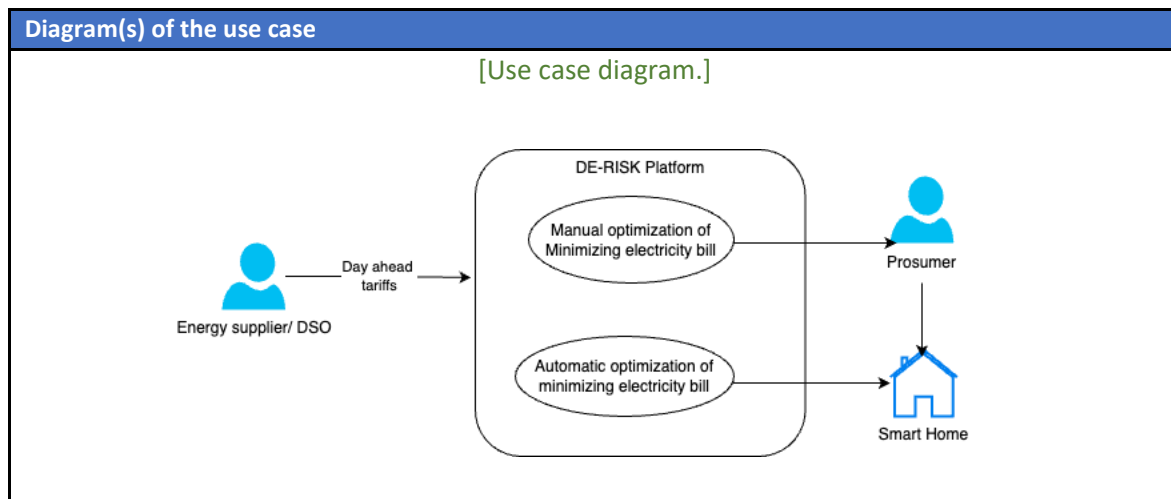 Diagram(s) of the use case
[Use case diagram.]
DE-RISK Platform
Manual optimization of
Minimizing electricity bill
Prosumer
Day ahead
tariffs
Energy supplier/ DSO
Automatic optimization of
minimizing electricity bill
Smart Home